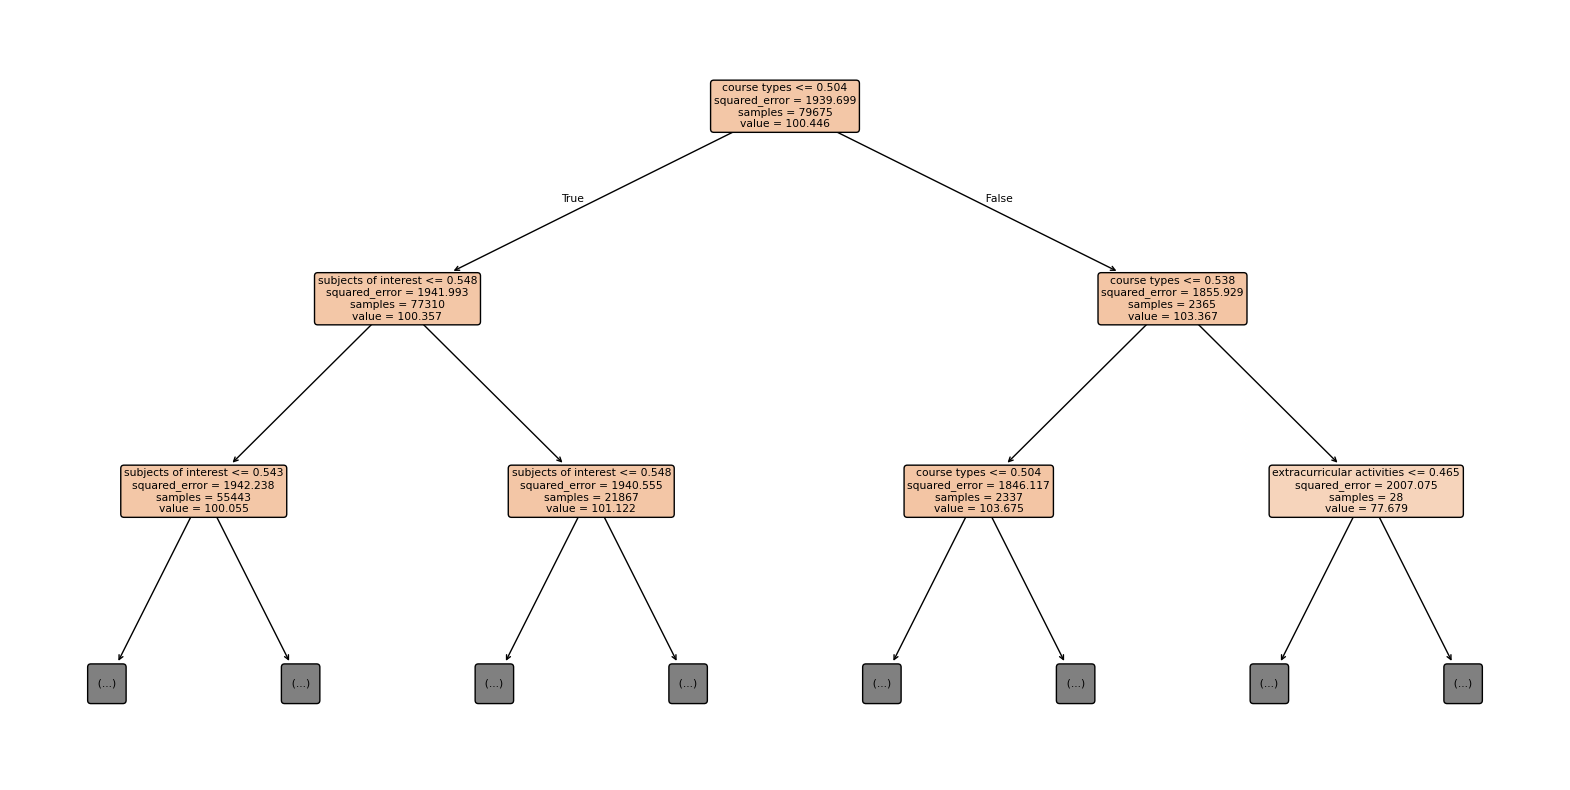 course types <= 0.504
squared_error = 1939.699
samples = 79675
value = 100.446
True
False
subjects of interest <= 0.548
squared_error = 1941.993
samples = 77310
value = 100.357
course types <= 0.538
squared_error = 1855.929
samples = 2365
value = 103.367
subjects of interest <= 0.543
squared_error = 1942.238
samples = 55443
value = 100.055
subjects of interest <= 0.548
squared_error = 1940.555
samples = 21867
value = 101.122
course types <= 0.504
squared_error = 1846.117
samples = 2337
value = 103.675
extracurricular activities <= 0.465
squared_error = 2007.075
samples = 28
value = 77.679
(...)
(...)
(...)
(...)
(...)
(...)
(...)
(...)